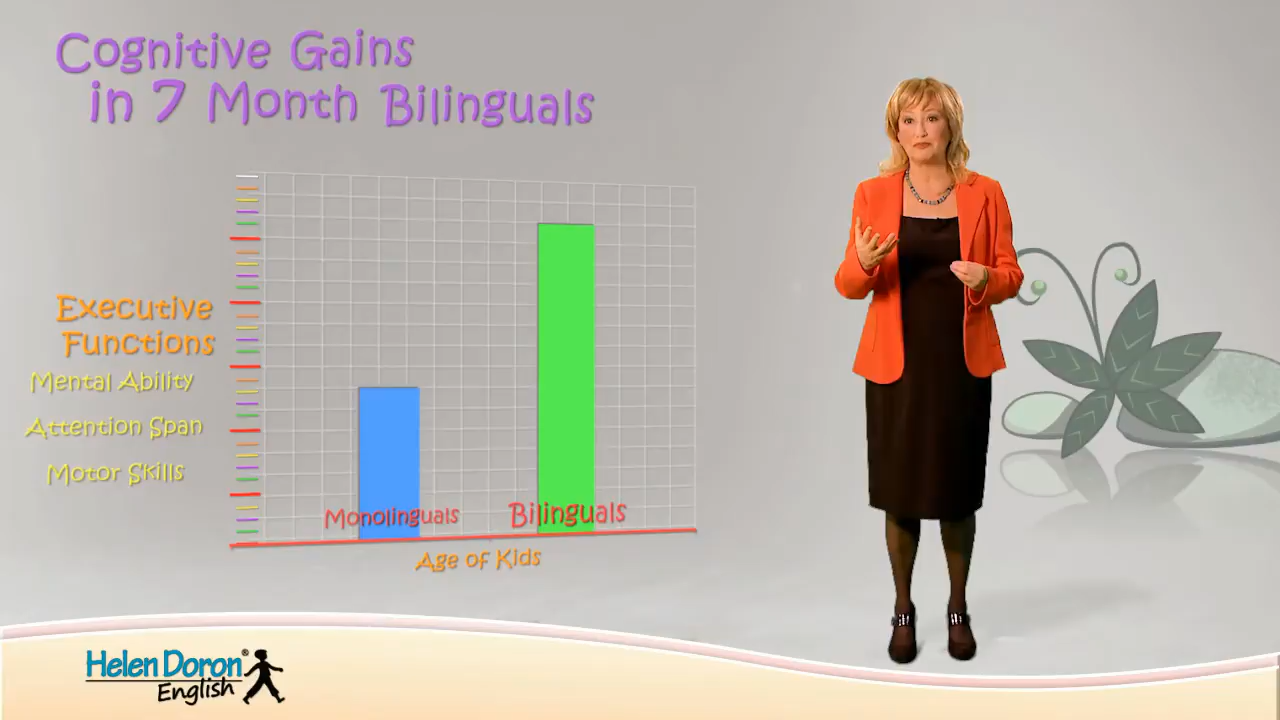 Cognitive Gains
in 7 Month Bilinguals
Executive
Functions
Mental Ability
Attention Span
Motor Skills
Monolinguals
Bilinguals
Age of Kids
Helen Doron®
English